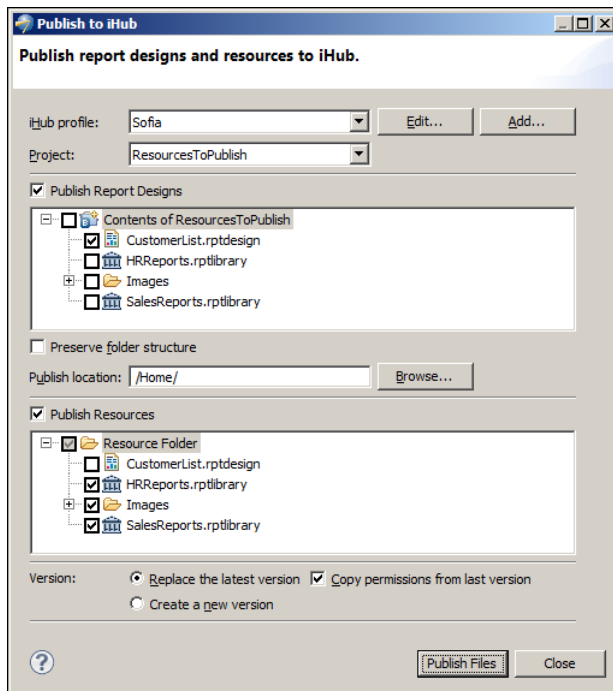 Publish to iHub
Publish report designs and resources to iHub.
iHub profile: Sofia Edit... Add...
Project: ResourcesToPublish
Publish Report Designs
Contents of ResourcesToPublish
CustomerList.rptdesign
HRReports.rptlibrary
Images
SalesReports.rptlibrary
Preserve folder structure
Publish location: /Home/ Browse...
Publish Resources
Resource Folder
CustomerList.rptdesign
HRReports.rptlibrary
Images
SalesReports.rptlibrary
Version: Replace the latest version Copy permissions from last version
Create a new version
? Publish Files Close